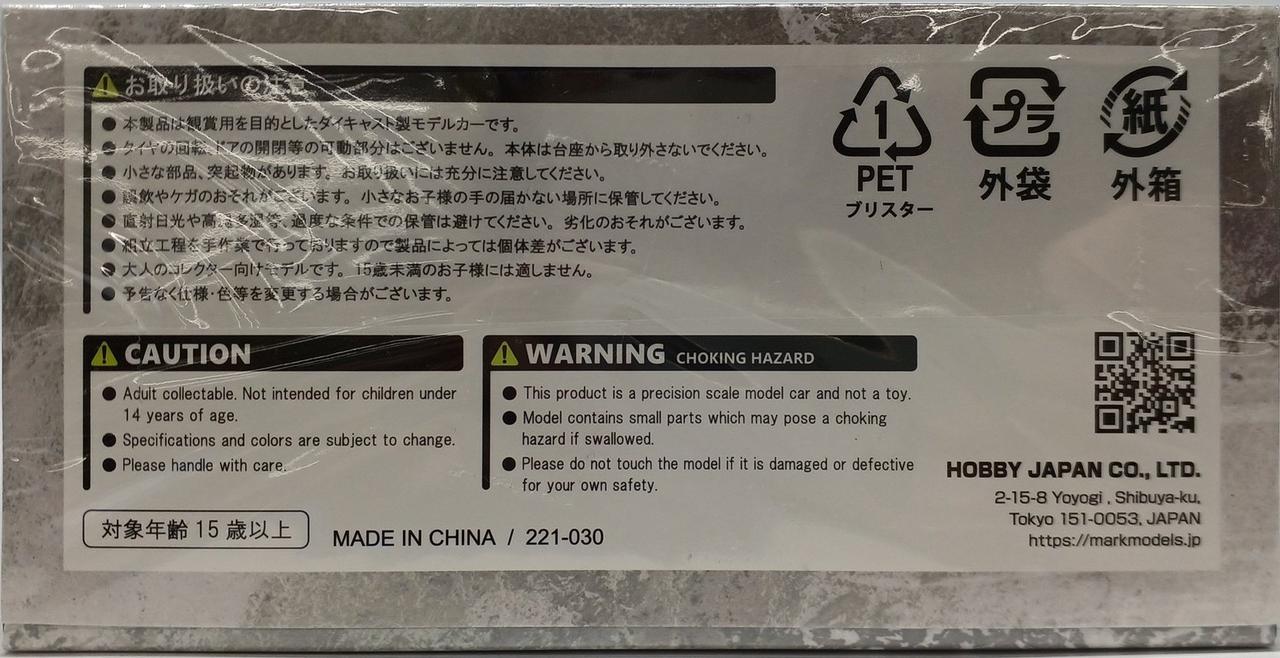 お取り扱いの注意
● 本製品は観賞用を目的としたダイキャスト製モデルカーです。
● タイヤの回転、ドアの開閉等の可動部分はございません。本体は台座から取り外さないでください。
● 小さな部品、突起物があります。お取り扱いには充分に注意してください。
● 誤飲やケガのおそれがございます。小さなお子様の手の届かない場所に保管してください。
● 直射日光や高温多湿等、過度な条件での保管は避けてください。劣化のおそれがございます。
● 組立工程を手作業で行っておりますので製品によっては個体差がございます。
● 大人のコレクター向けモデルです。15歳未満のお子様には適しません。
● 予告なく仕様・色等を変更する場合がございます。
1
PET
ブリスター
プラ
外袋
紙
外箱
CAUTION
● Adult collectable. Not intended for children under
14 years of age.
● Specifications and colors are subject to change.
● Please handle with care.
WARNING CHOKING HAZARD
● This product is a precision scale model car and not a toy.
● Model contains small parts which may pose a choking
hazard if swallowed.
● Please do not touch the model if it is damaged or defective
for your own safety.
対象年齢 15 歳以上
MADE IN CHINA / 221-030
HOBBY JAPAN CO., LTD.
2-15-8 Yoyogi , Shibuya-ku,
Tokyo 151-0053, JAPAN
https://markmodels.jp